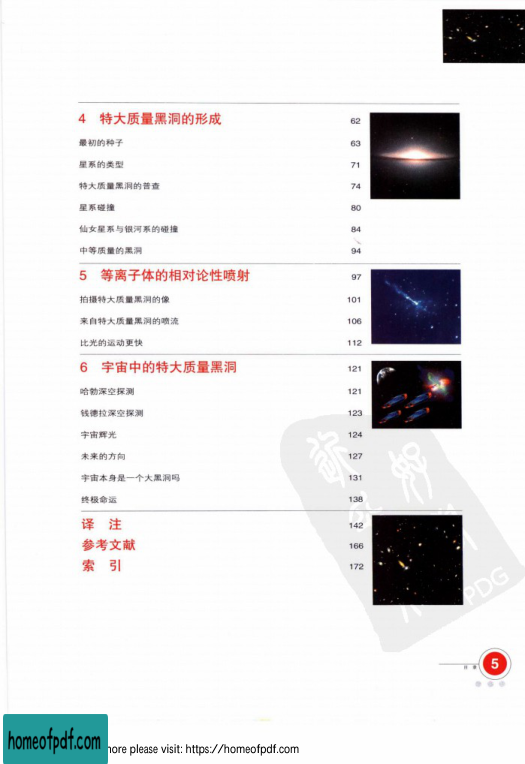 4 特大质量黑洞的形成 62
最初的种子 63
星系的类型 71
特大质量黑洞的普查 74
星系碰撞 80
仙女星系与银河系的碰撞 84
中等质量的黑洞 94
5 等离子体的相对论性喷射 97
拍摄特大质量黑洞的像 101
来自特大质量黑洞的喷流 106
比光的运动更快 112
6 宇宙中的特大质量黑洞 121
哈勃深空探测 121
钱德拉深空探测 123
宇宙辉光 124
未来的方向 127
宇宙本身是一个大黑洞吗 131
终极命运 138
译 注 142
参考文献 166
索 引 172
PDG
目 录 5
homeofpdf.com
more please visit: https://homeofpdf.com